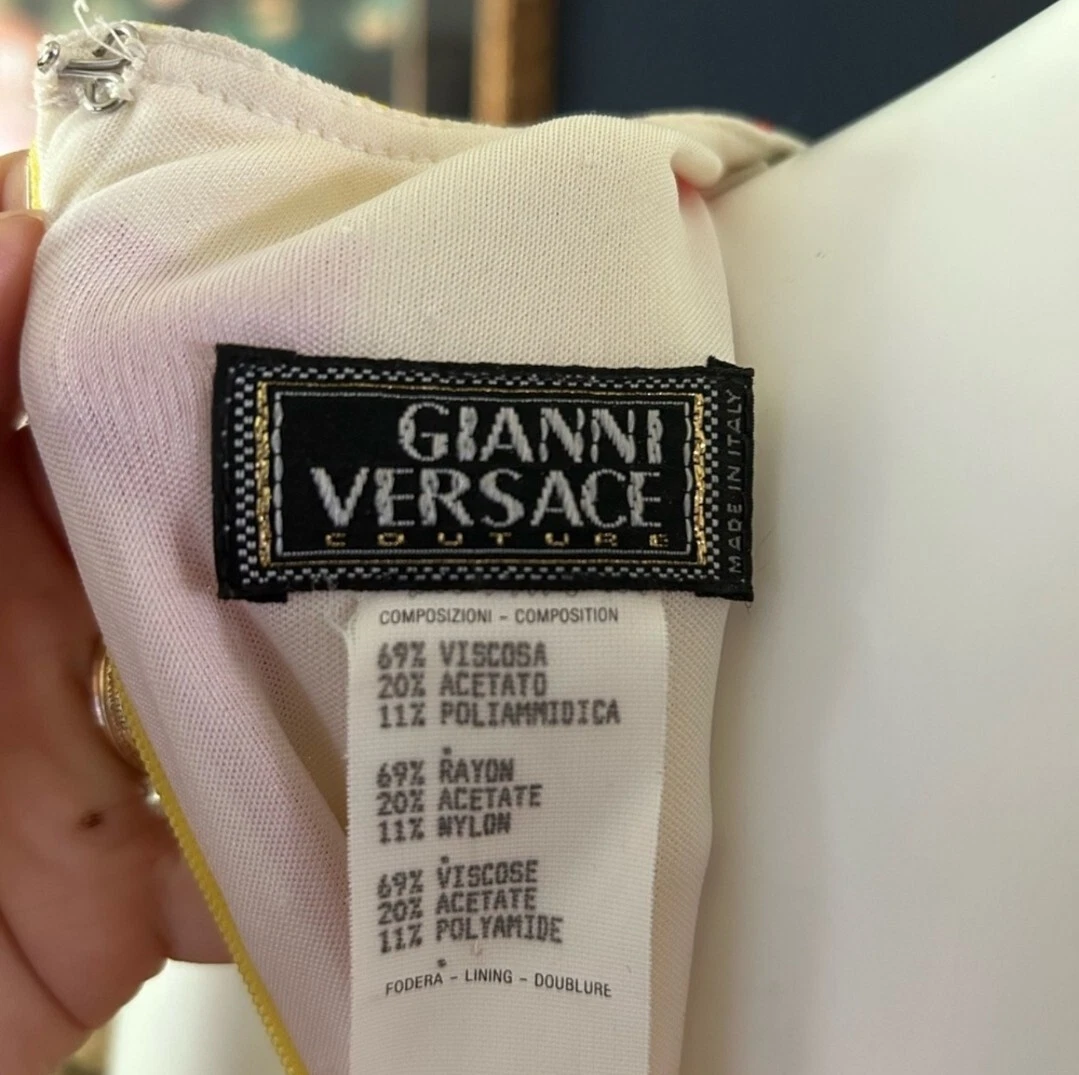 GIANNI
VERSACE
COUTURE
MADE IN ITALY
COMPOSIZIONI - COMPOSITION
69% VISCOSA
20% ACETATO
11% POLIAMMIDICA
69% RAYON
20% ACETATE
11% NYLON
69% VISCOSE
20% ACETATE
11% POLYAMIDE
FODERA - LINING - DOUBLURE